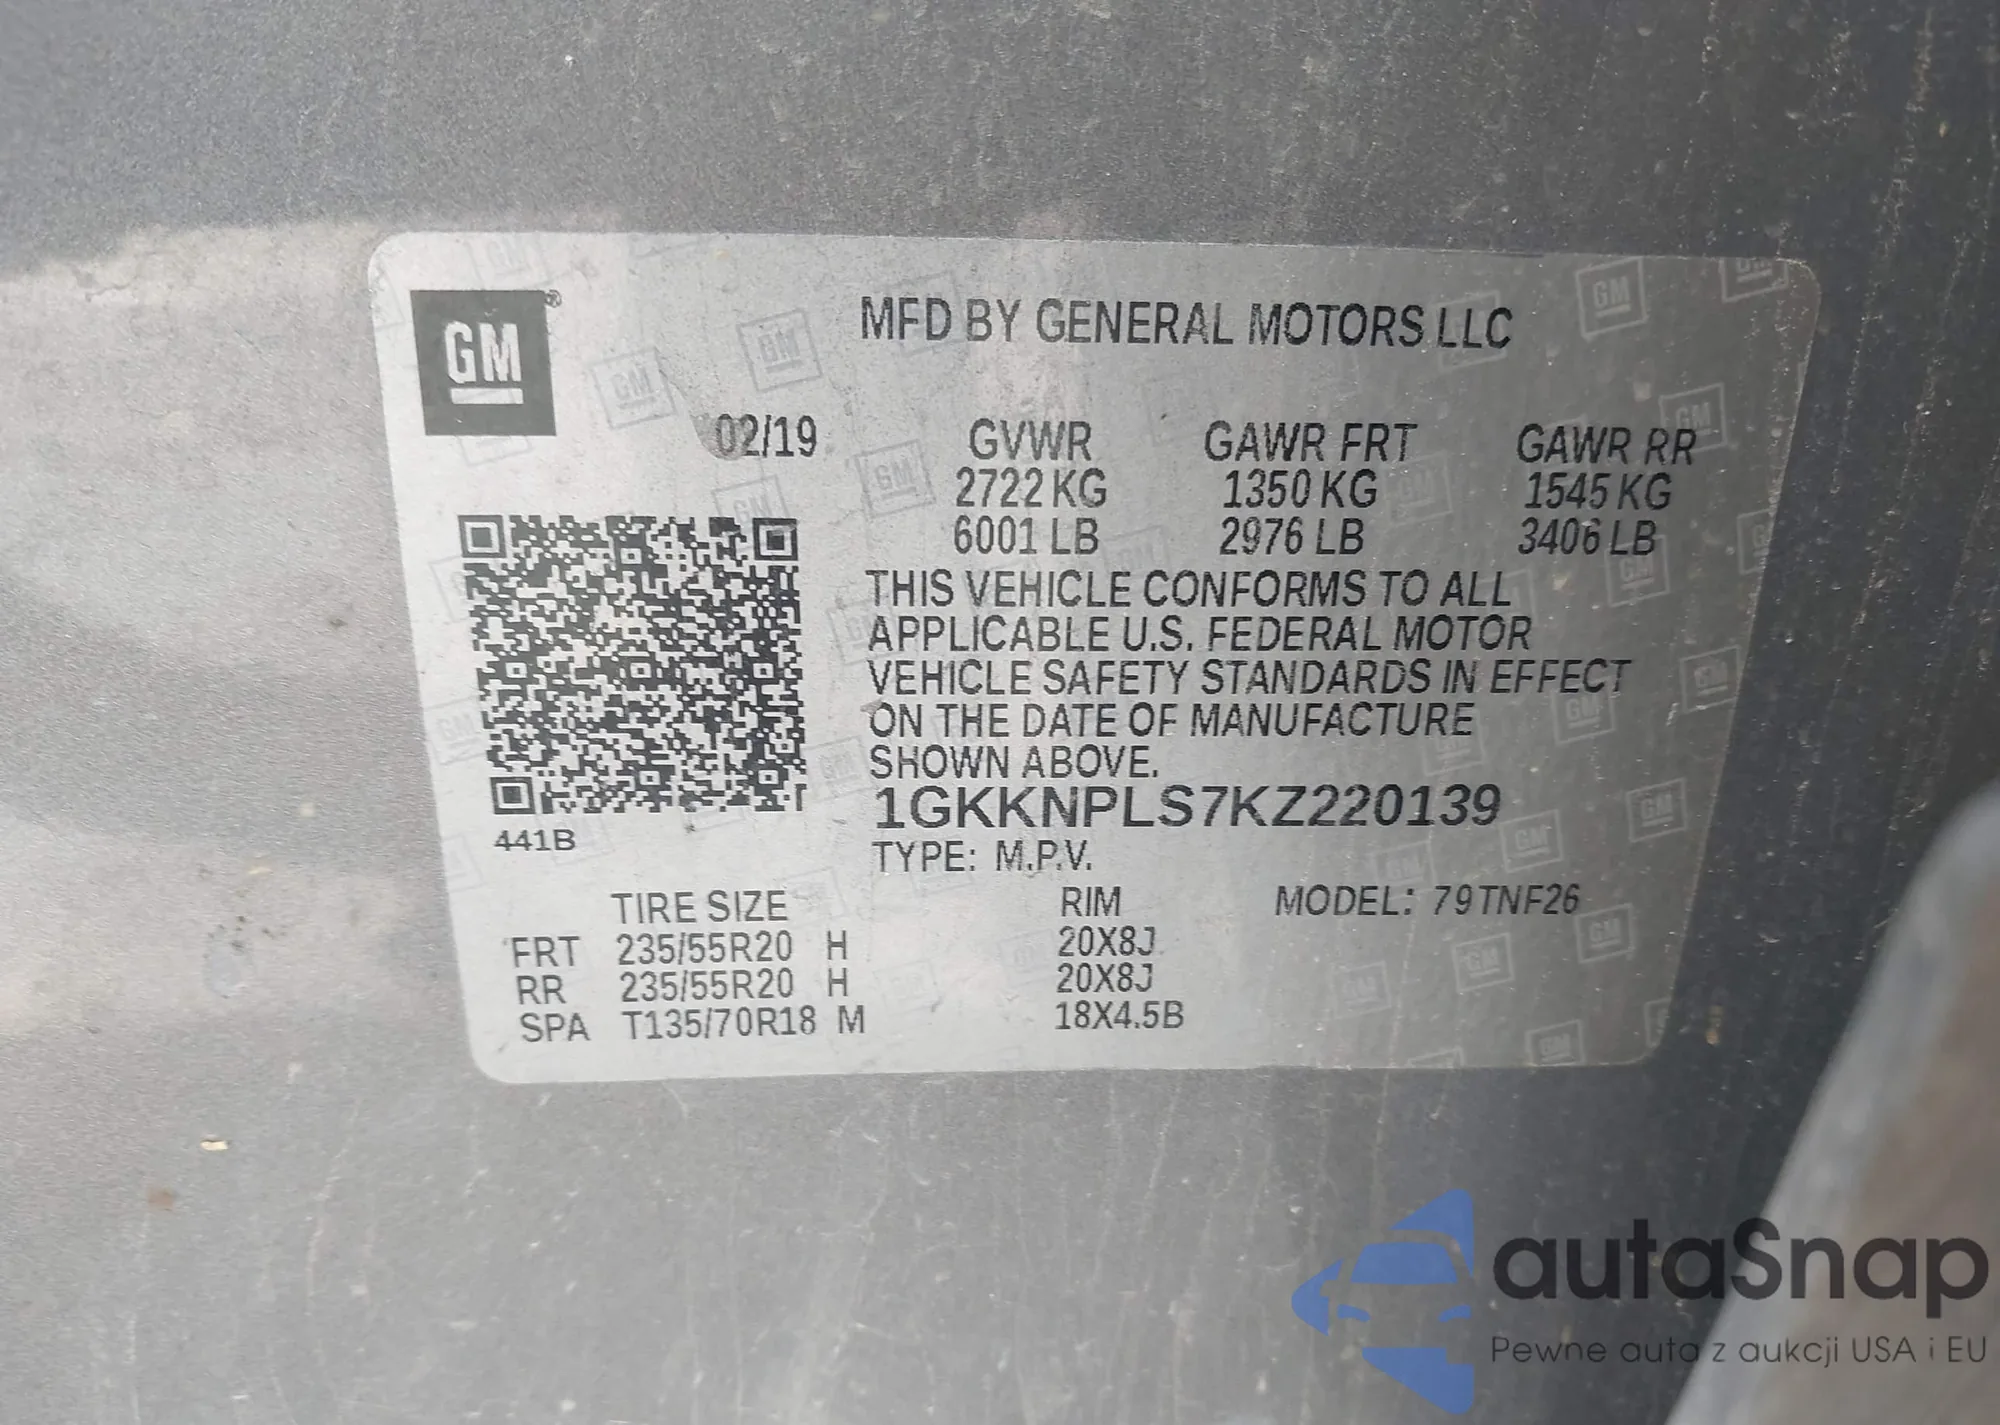 GM®
MFD BY GENERAL MOTORS LLC
02/19 GVWR GAWR FRT GAWR RR
2722 KG 1350 KG 1545 KG
6001 LB 2976 LB 3406 LB
THIS VEHICLE CONFORMS TO ALL
APPLICABLE U.S. FEDERAL MOTOR
VEHICLE SAFETY STANDARDS IN EFFECT
ON THE DATE OF MANUFACTURE
SHOWN ABOVE.
1GKKNPLS7KZ220139
441B
TYPE: M.P.V.
TIRE SIZE RIM MODEL: 79TNF26
FRT 235/55R20 H 20X8J
RR 235/55R20 H 20X8J
SPA T135/70R18 M 18X4.5B
autaSnap
Pewne auta z aukcji USA i EU